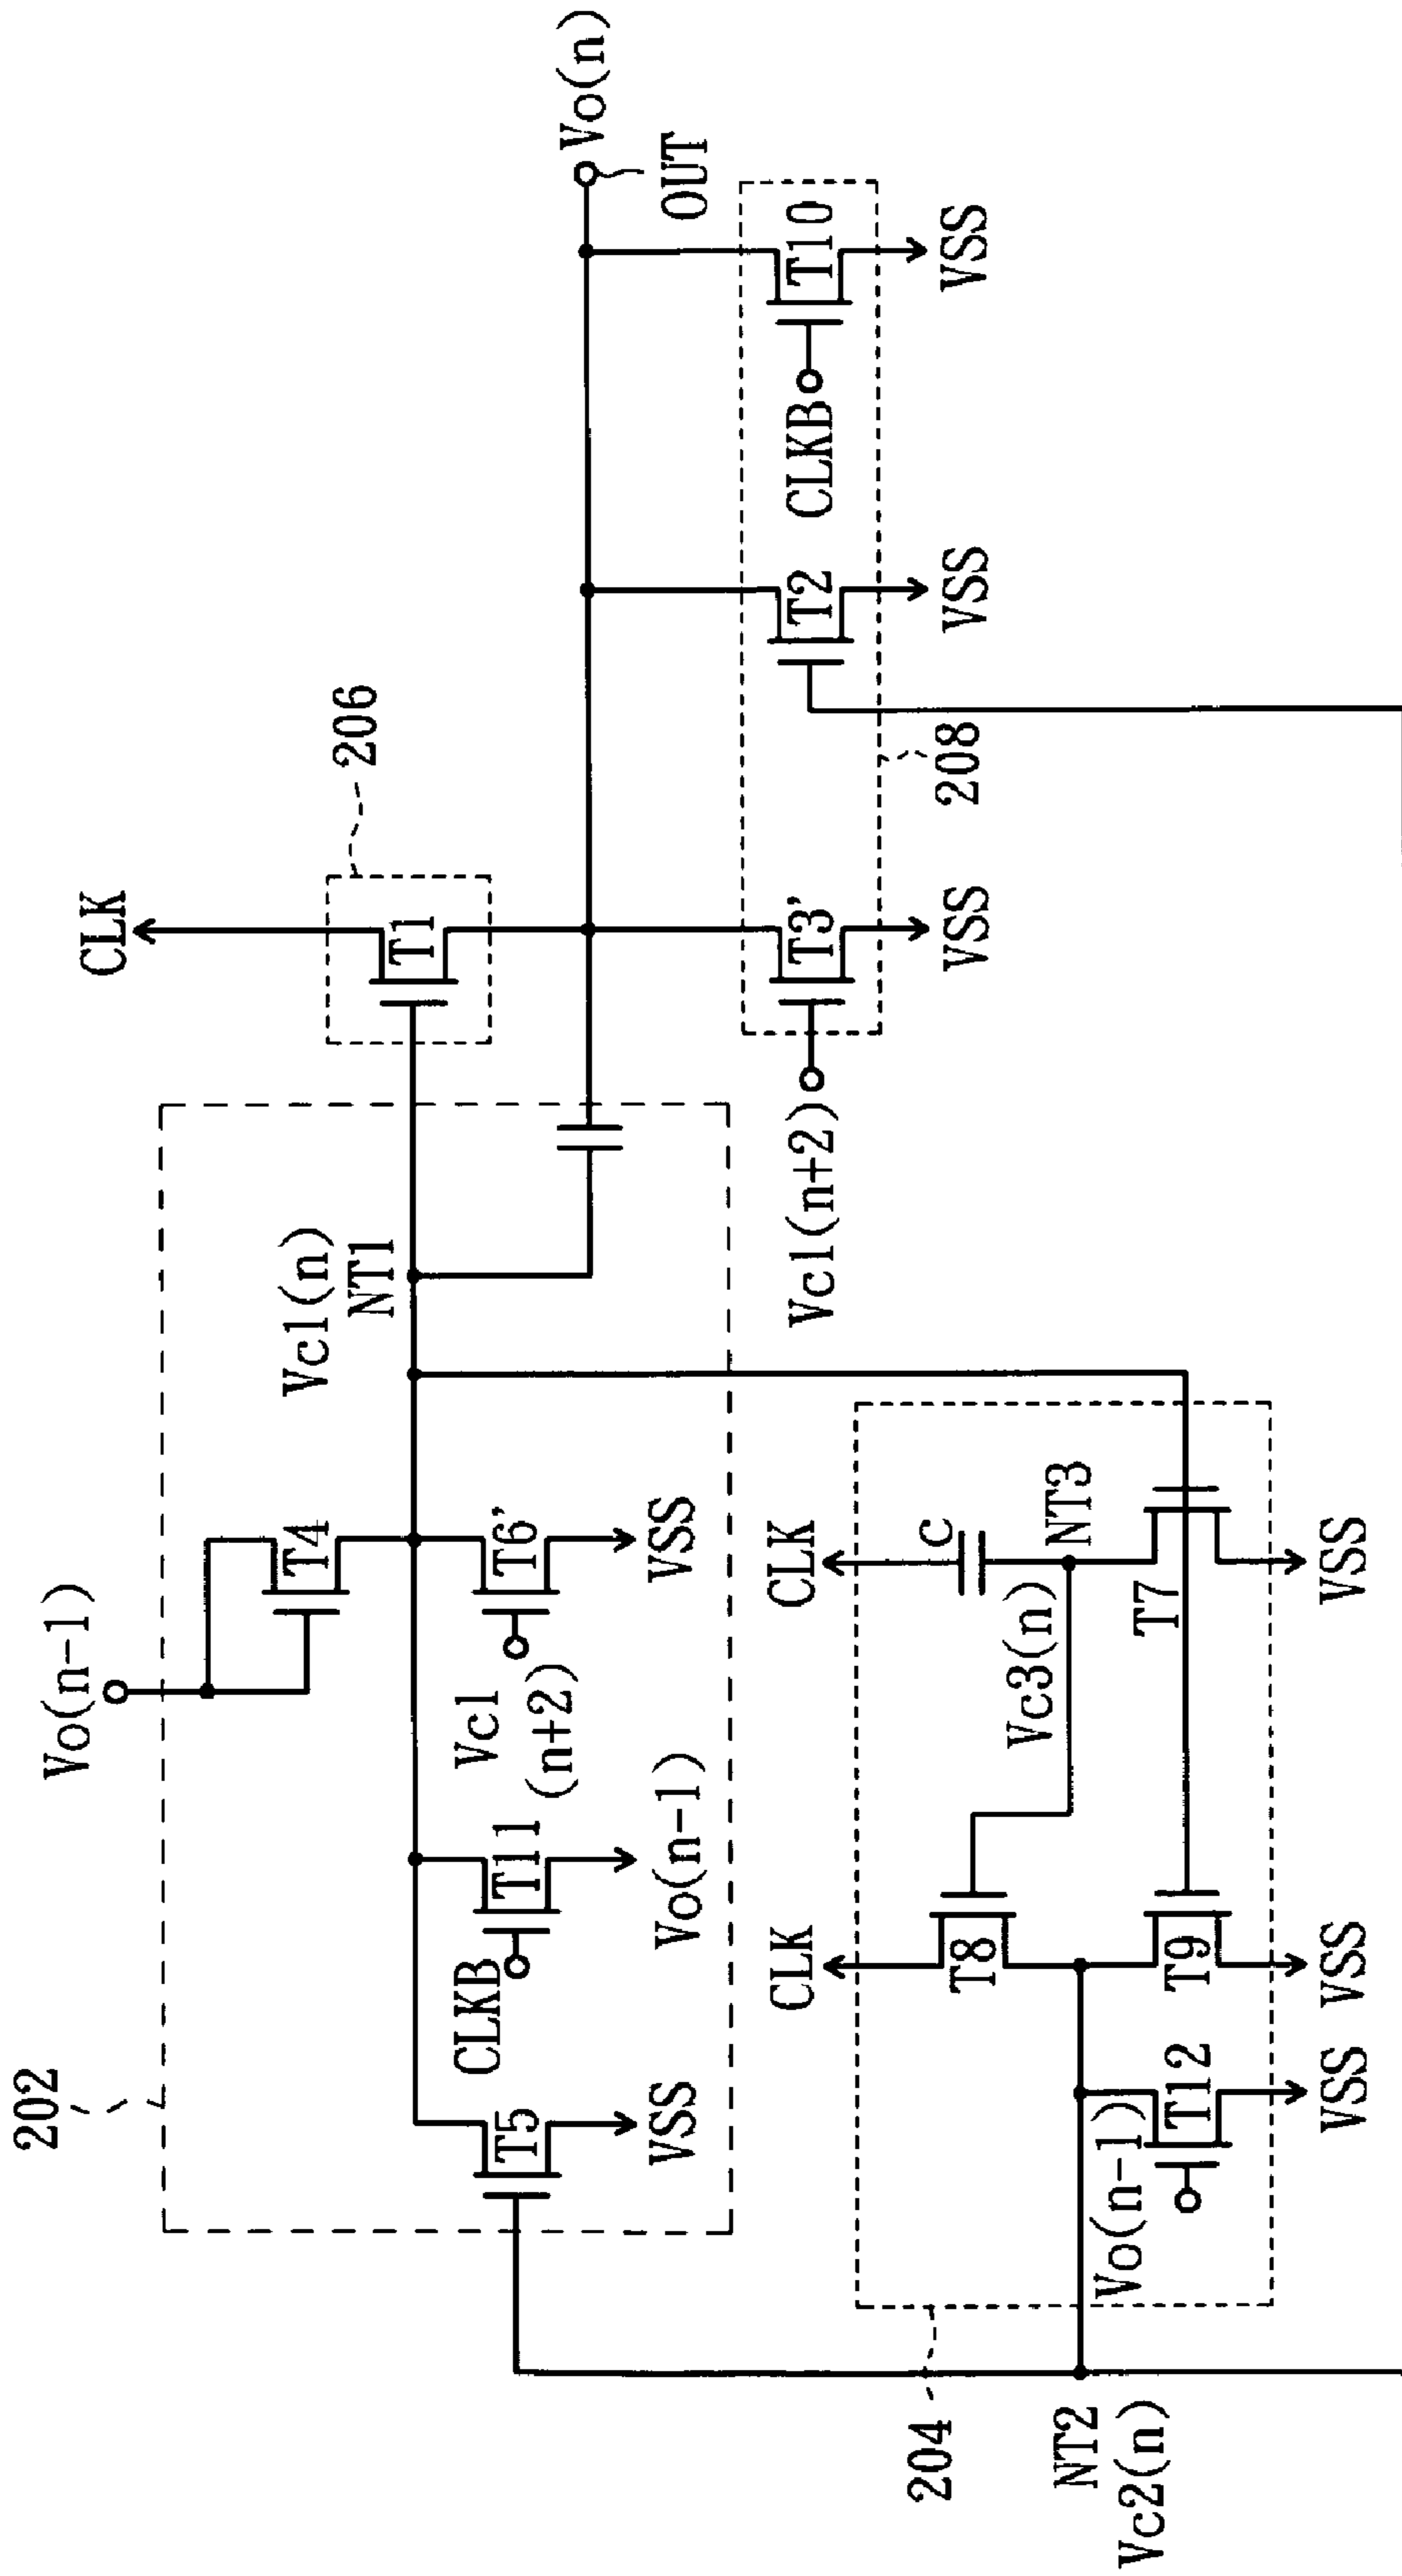 202
Vo(n-1)
T4
Vc1(n)
NT1
T5
VSS
CLKB
T11
Vo(n-1)
Vc1
(n+2)
T6'
VSS
CLK
T1
206
Vo(n)
OUT
Vc1(n+2)
T3'
VSS
208
T2
VSS
CLKB
T10
VSS
204
CLK
T8
Vc3(n)
CLK
C
NT3
NT2
Vc2(n)
Vo(n-1)
T12
VSS
T9
VSS
T7
VSS